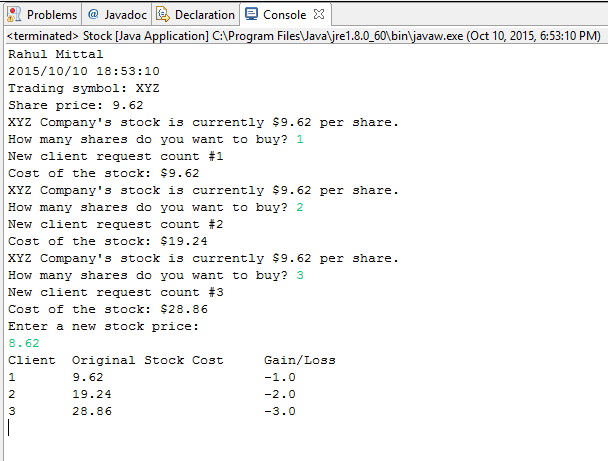 Problems @ Javadoc Declaration Console
<terminated> Stock [Java Application] C:\Program Files\Java\jre1.8.0_60\bin\javaw.exe (Oct 10, 2015, 6:53:10 PM)
Rahul Mittal
2015/10/10 18:53:10
Trading symbol: XYZ
Share price: 9.62
XYZ Company's stock is currently $9.62 per share.
How many shares do you want to buy? 1
New client request count #1
Cost of the stock: $9.62
XYZ Company's stock is currently $9.62 per share.
How many shares do you want to buy? 2
New client request count #2
Cost of the stock: $19.24
XYZ Company's stock is currently $9.62 per share.
How many shares do you want to buy? 3
New client request count #3
Cost of the stock: $28.86
Enter a new stock price:
8.62
Client Original Stock Cost Gain/Loss
1 9.62 -1.0
2 19.24 -2.0
3 28.86 -3.0